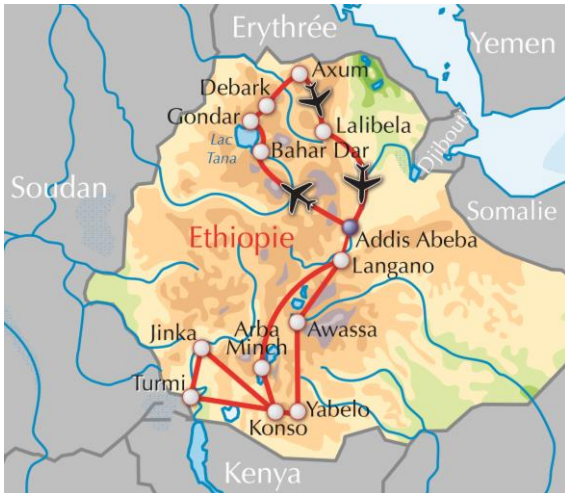 Erythrée
Yemen
Axum
Debark
Gondar
Lalibela
Lac
Tana
Bahar Dar
Djibouti
Soudan
Somalie
Ethiopie
Addis Abeba
Langano
Jinka
Arba
Minch
Awassa
Turmi
Konso
Yabelo
Kenya